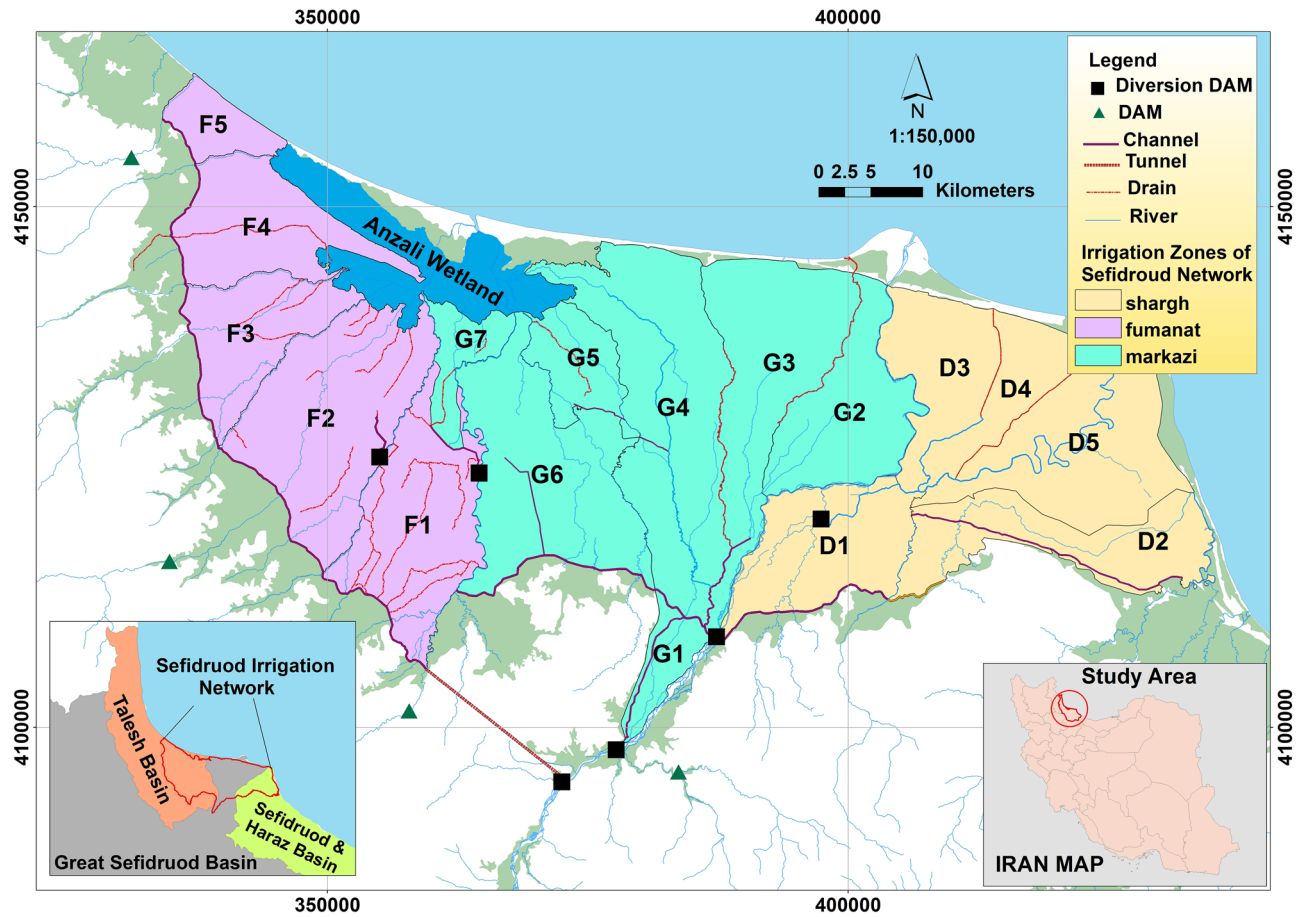 350000
400000
Legend
Diversion DAM
DAM
Channel
Tunnel
Drain
River
Irrigation Zones of
Sefidroud Network
shargh
fumanat
markazi
N
1:150,000
0 2.5 5 10
Kilometers
4150000
4150000
F5
F4
Anzali Wetland
F3
G7
G5
G3
D3
F2
G4
G2
D4
D5
G6
F1
D1
D2
G1
4100000
4100000
Sefidruod Irrigation
Network
Talesh Basin
Sefidruod &
Haraz Basin
Great Sefidruod Basin
Study Area
IRAN MAP
350000
400000